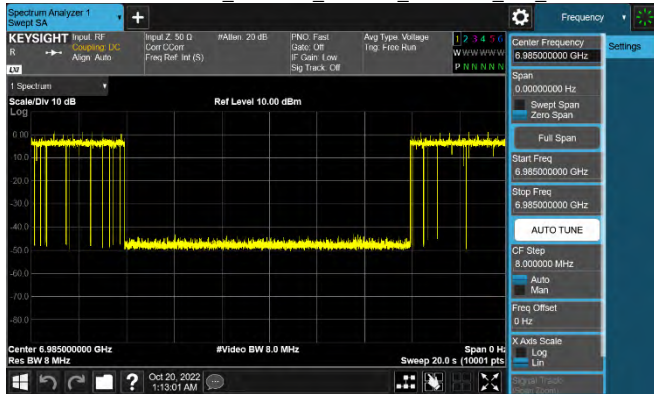 Spectrum Analyzer 1
Swept SA
+
Frequency
KEYSIGHT
R
LXI
Input: RF
Coupling: DC
Align: Auto
Input Z: 50 Ω
Corr CCorr
Freq Ref: Int (S)
#Atten: 20 dB
PNO: Fast
Gate: Off
IF Gain: Low
Sig Track: Off
Avg Type: Voltage
Trig: Free Run
1 2 3 4 5 6
W W W W W W
P N N N N N
Center Frequency
6.985000000 GHz
Settings
Span
0.00000000 Hz
Swept Span
Zero Span
Full Span
Start Freq
6.985000000 GHz
Stop Freq
6.985000000 GHz
AUTO TUNE
CF Step
8.000000 MHz
Auto
Man
Freq Offset
0 Hz
X Axis Scale
Log
Lin
Signal Track
(Span Zoom)
1 Spectrum
Scale/Div 10 dB
Ref Level 10.00 dBm
Log
0.00
-10.0
-20.0
-30.0
-40.0
-50.0
-60.0
-70.0
-80.0
Center 6.985000000 GHz
#Video BW 8.0 MHz
Span 0 Hz
Res BW 8 MHz
Sweep 20.0 s (10001 pts
?
Oct 20, 2022
1:13:01 AM